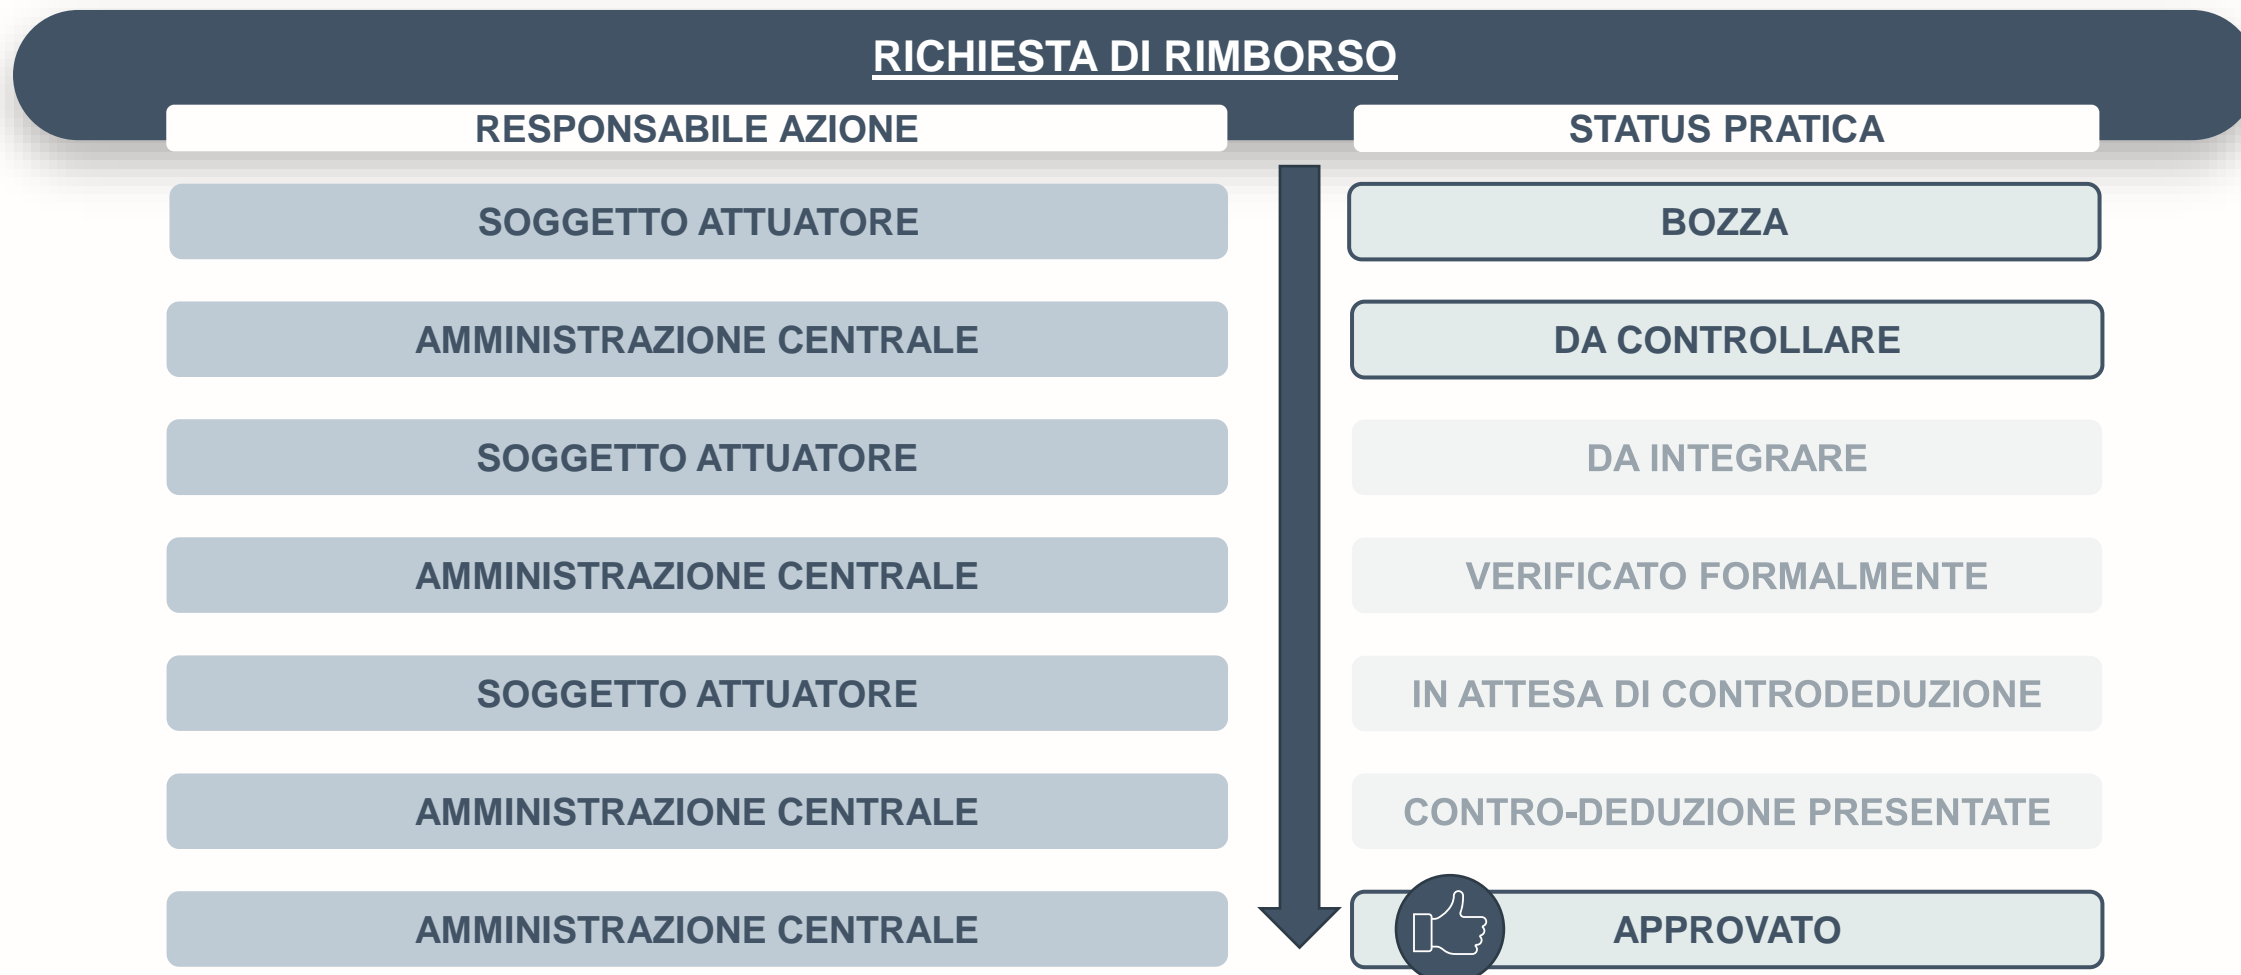 RICHIESTA DI RIMBORSO
RESPONSABILE AZIONE
STATUS PRATICA
SOGGETTO ATTUATORE
BOZZA
AMMINISTRAZIONE CENTRALE
DA CONTROLLARE
SOGGETTO ATTUATORE
DA INTEGRARE
AMMINISTRAZIONE CENTRALE
VERIFICATO FORMALMENTE
SOGGETTO ATTUATORE
IN ATTESA DI CONTRODEDUZIONE
AMMINISTRAZIONE CENTRALE
CONTRO-DEDUZIONE PRESENTATE
AMMINISTRAZIONE CENTRALE
APPROVATO